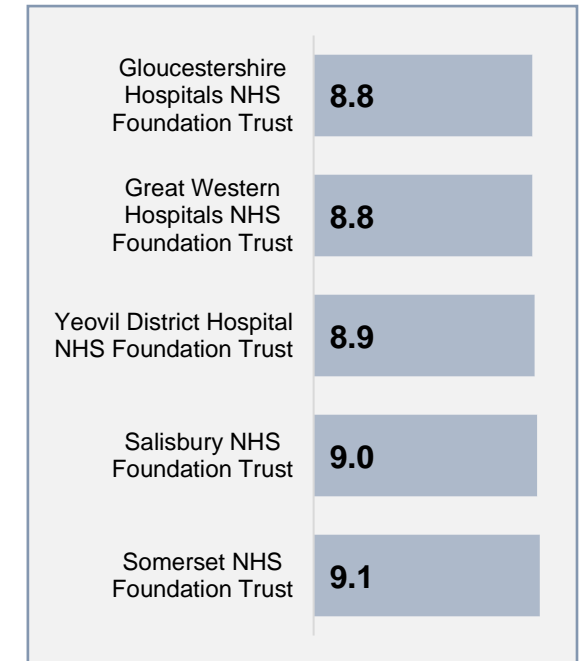 Gloucestershire
Hospitals NHS
Foundation Trust
8.8
Great Western
Hospitals NHS
Foundation Trust
8.8
Yeovil District Hospital
NHS Foundation Trust
8.9
Salisbury NHS
Foundation Trust
9.0
Somerset NHS
Foundation Trust
9.1